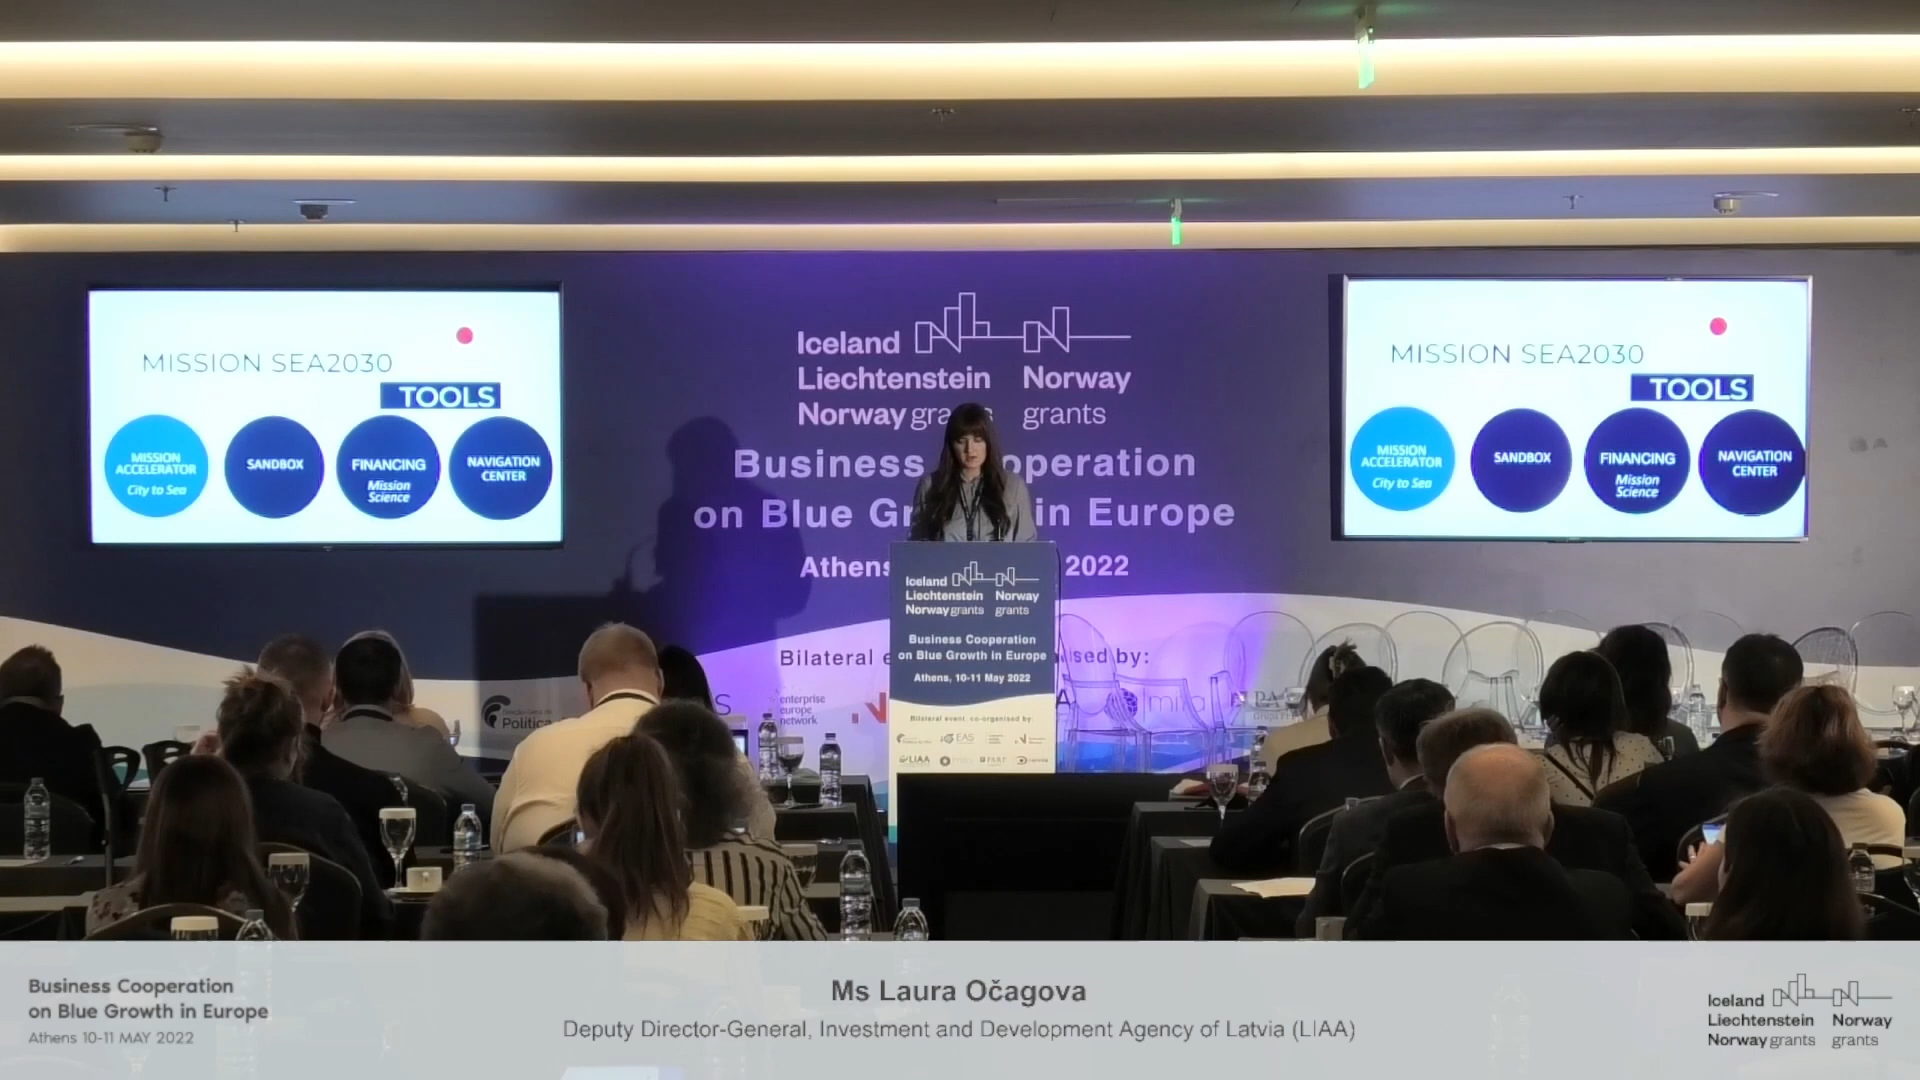 MISSION SEA2030
TOOLS
MISSION
ACCELERATOR
City to Sea
SANDBOX
FINANCING
Mission
Science
NAVIGATION
CENTER
Iceland
Liechtenstein Norway
Norway grants grants
Business operation
on Blue Gr in Europe
Athens 2022
Bilateral
sed by:
enterprise
europe
network
MISSION SEA2030
TOOLS
MISSION
ACCELERATOR
City to Sea
SANDBOX
FINANCING
Mission
Science
NAVIGATION
CENTER
Iceland
Liechtenstein Norway
Norway grants grants
Business Cooperation
on Blue Growth in Europe
Athens, 10-11 May 2022
Bilateral event, co-organised by:
EAS
LIAA
Business Cooperation
on Blue Growth in Europe
Athens 10-11 MAY 2022
Ms Laura Očagova
Deputy Director-General, Investment and Development Agency of Latvia (LIAA)
Iceland
Liechtenstein Norway
Norway grants grants